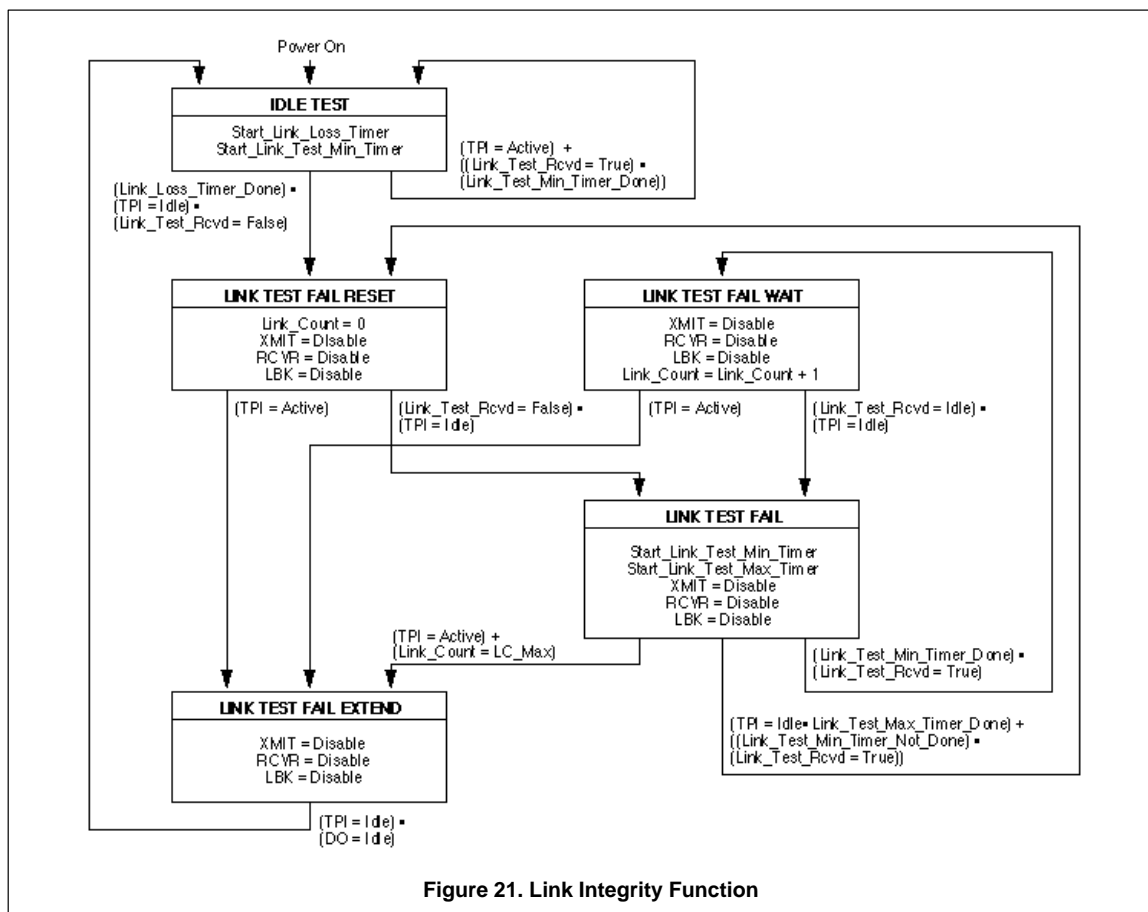 Power On
IDLE TEST
Start_Link_Loss_Timer
Start_Link_Test_Min_Timer
(TPI = Active) +
((Link_Test_Rcvd = True) ▪
(Link_Test_Min_Timer_Done))
(Link_Loss_Timer_Done) ▪
(TPI = Idle) ▪
(Link_Test_Rcvd = False)
LINK TEST FAIL RESET
Link_Count = 0
XMIT = Disable
RCVR = Disable
LBK = Disable
LINK TEST FAIL WAIT
XMIT = Disable
RCVR = Disable
LBK = Disable
Link_Count = Link_Count + 1
(TPI = Active)
(Link_Test_Rcvd = False) ▪
(TPI = Idle)
(TPI = Active)
(Link_Test_Rcvd = Idle) ▪
(TPI = Idle)
LINK TEST FAIL
Start_Link_Test_Min_Timer
Start_Link_Test_Max_Timer
XMIT = Disable
RCVR = Disable
LBK = Disable
(TPI = Active) +
(Link_Count = LC_Max)
(Link_Test_Min_Timer_Done) ▪
(Link_Test_Rcvd = True)
LINK TEST FAIL EXTEND
XMIT = Disable
RCVR = Disable
LBK = Disable
(TPI = Idle ▪ Link_Test_Max_Timer_Done) +
((Link_Test_Min_Timer_Not_Done) ▪
(Link_Test_Rcvd = True))
(TPI = Idle) ▪
(DO = Idle)
Figure 21. Link Integrity Function